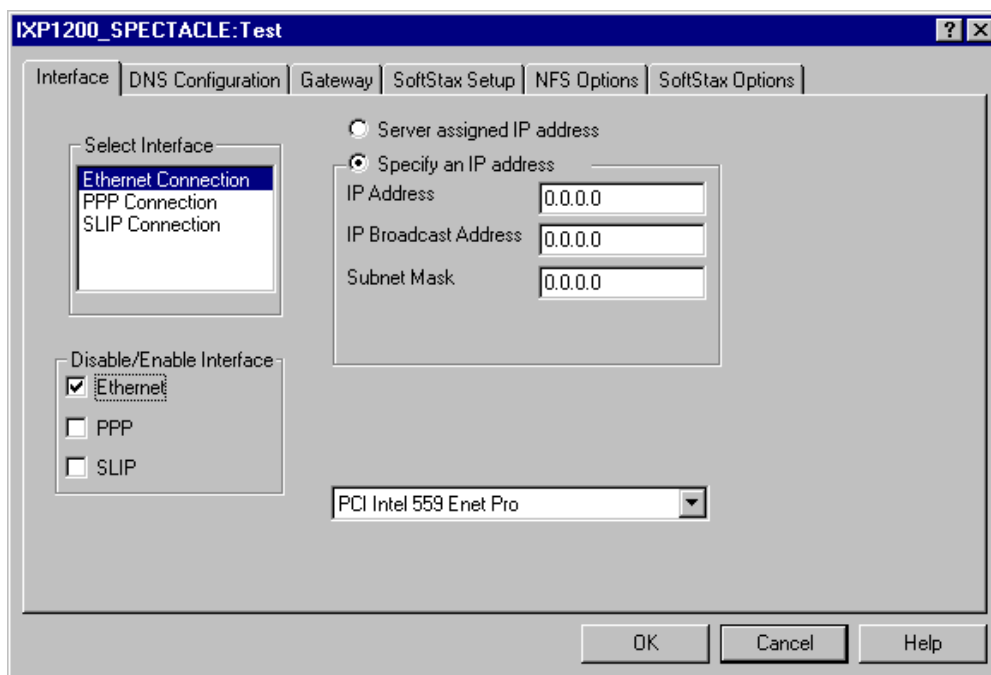 IXP1200_SPECTACLE:Test
Interface DNS Configuration Gateway SoftStax Setup NFS Options SoftStax Options
Select Interface
Ethernet Connection
PPP Connection
SLIP Connection
Server assigned IP address
Specify an IP address
IP Address 0.0.0.0
IP Broadcast Address 0.0.0.0
Subnet Mask 0.0.0.0
Disable/Enable Interface
Ethernet
PPP
SLIP
PCI Intel 559 Enet Pro
OK Cancel Help